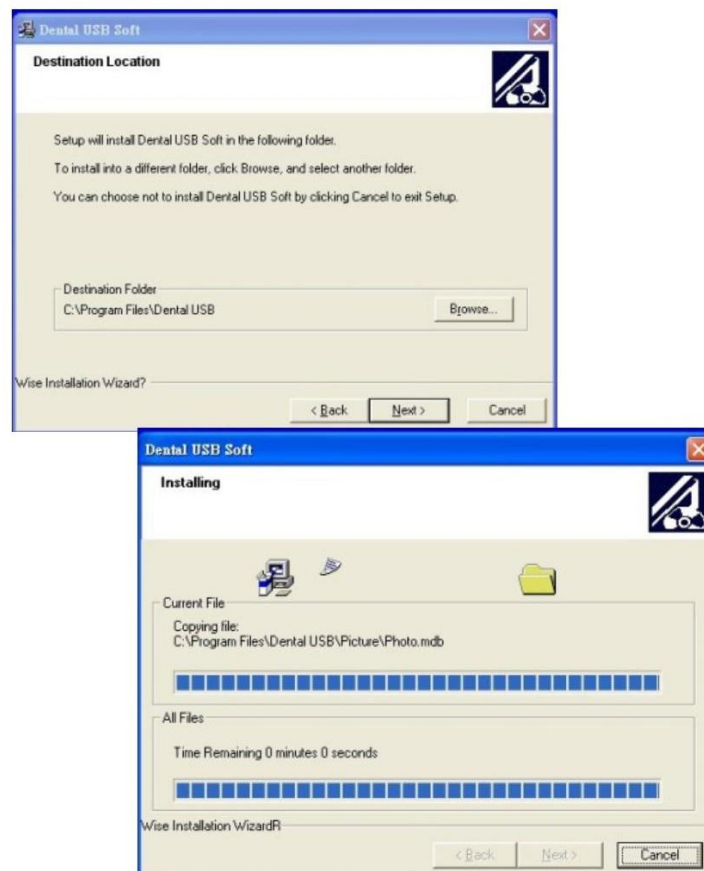 Dental USB Soft
Destination Location
Setup will install Dental USB Soft in the following folder.
To install into a different folder, click Browse, and select another folder.
You can choose not to install Dental USB Soft by clicking Cancel to exit Setup.
Destination Folder
C:\Program Files\Dental USB
Browse...
Wise Installation Wizard?
< Back
Next >
Cancel
Dental USB Soft
Installing
Current File
Copying file:
C:\Program Files\Dental USB\Picture\Photo.mdb
All Files
Time Remaining 0 minutes 0 seconds
Wise Installation WizardR
< Back
Next >
Cancel